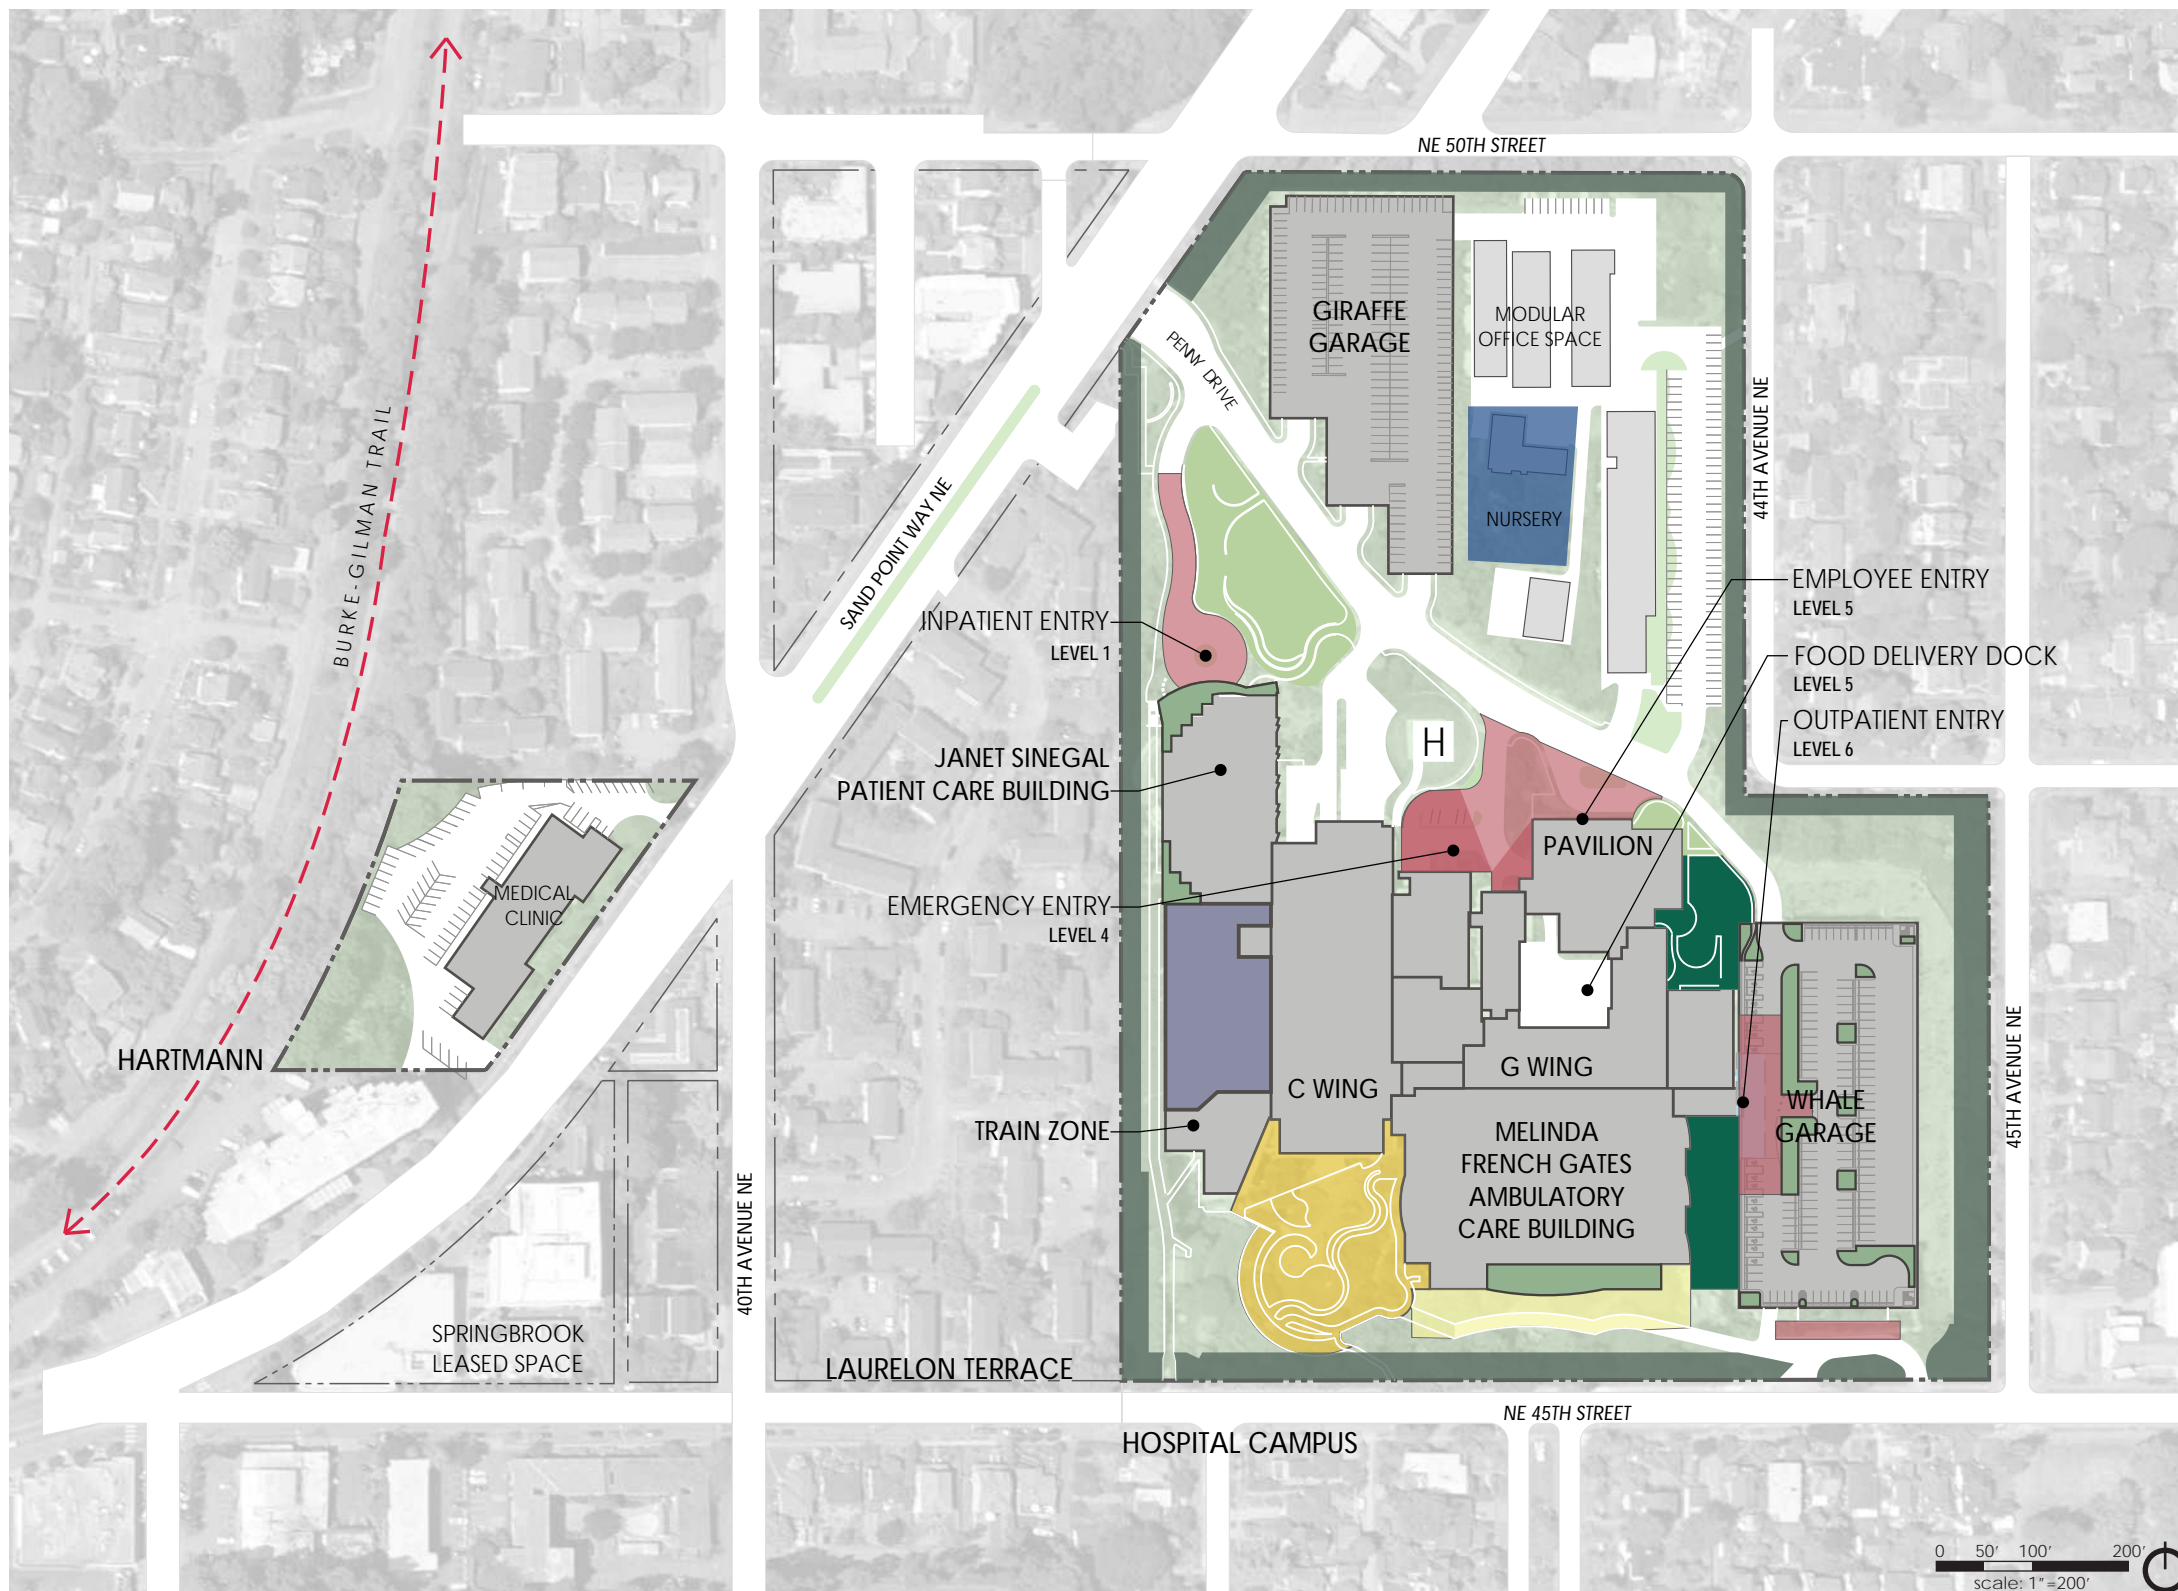 NE 50TH STREET
GIRAFFE
GARAGE
MODULAR
OFFICE SPACE
PENNY DRIVE
44TH AVENUE NE
BURKE-GILMAN TRAIL
SAND POINT WAY NE
NURSERY
EMPLOYEE ENTRY
LEVEL 5
INPATIENT ENTRY
LEVEL 1
FOOD DELIVERY DOCK
LEVEL 5
OUTPATIENT ENTRY
LEVEL 6
H
JANET SINEGAL
PATIENT CARE BUILDING
PAVILION
MEDICAL
CLINIC
EMERGENCY ENTRY
LEVEL 4
HARTMANN
G WING
C WING
WHALE
GARAGE
45TH AVENUE NE
TRAIN ZONE
MELINDA
FRENCH GATES
AMBULATORY
CARE BUILDING
40TH AVENUE NE
SPRINGBROOK
LEASED SPACE
LAURELON TERRACE
NE 45TH STREET
HOSPITAL CAMPUS
0 50' 100' 200'
scale: 1"=200'